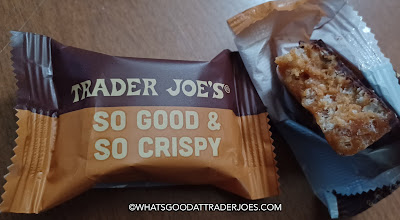 TRADER JOE'S®
SO GOOD &
SO CRISPY
©WHATSGOODATTRADERJOES.COM